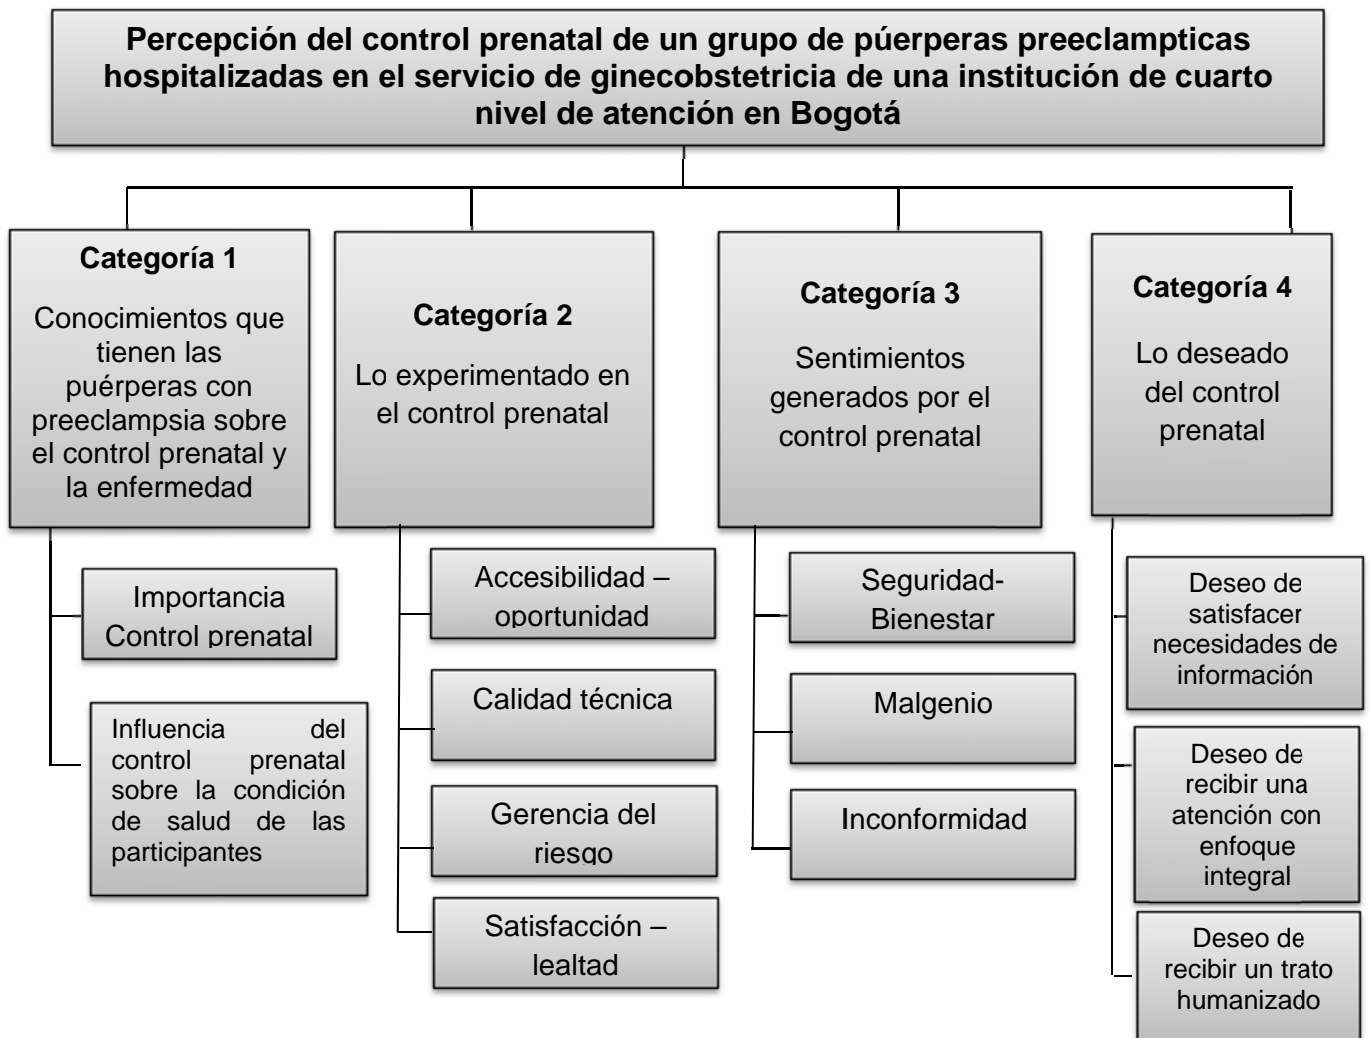 Percepción del control prenatal de un grupo de púerperas preeclampticas
hospitalizadas en el servicio de ginecobstetricia de una institución de cuarto
nivel de atención en Bogotá
Categoría 1
Conocimientos que
tienen las
puérperas con
preeclampsia sobre
el control prenatal y
la enfermedad
Importancia
Control prenatal
Influencia del
control prenatal
sobre la condición
de salud de las
participantes
Categoría 2
Lo experimentado en
el control prenatal
Accesibilidad –
oportunidad
Calidad técnica
Gerencia del
riesgo
Satisfacción –
lealtad
Categoría 3
Sentimientos
generados por el
control prenatal
Seguridad-
Bienestar
Malgenio
Inconformidad
Categoría 4
Lo deseado
del control
prenatal
Deseo de
satisfacer
necesidades de
información
Deseo de
recibir una
atención con
enfoque
integral
Deseo de
recibir un trato
humanizado